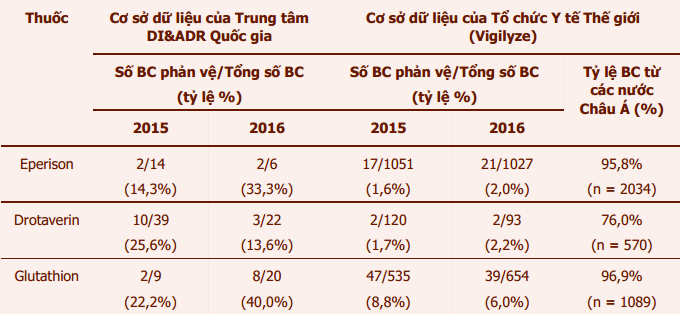 Thuốc Cơ sở dữ liệu của Trung tâm Cơ sở dữ liệu của Tổ chức Y tế Thế giới
DI&ADR Quốc gia (Vigilyze)
Số BC phản vệ/Tổng số BC Số BC phản vệ/Tổng số BC Tỷ lệ BC từ
(tỷ lệ %) (tỷ lệ %) các nước
2015 2016 2015 2016 Châu Á (%)
Eperison 2/14 2/6 17/1051 21/1027 95,8%
(14,3%) (33,3%) (1,6%) (2,0%) (n = 2034)
Drotaverin 10/39 3/22 2/120 2/93 76,0%
(25,6%) (13,6%) (1,7%) (2,2%) (n = 570)
Glutathion 2/9 8/20 47/535 39/654 96,9%
(22,2%) (40,0%) (8,8%) (6,0%) (n = 1089)